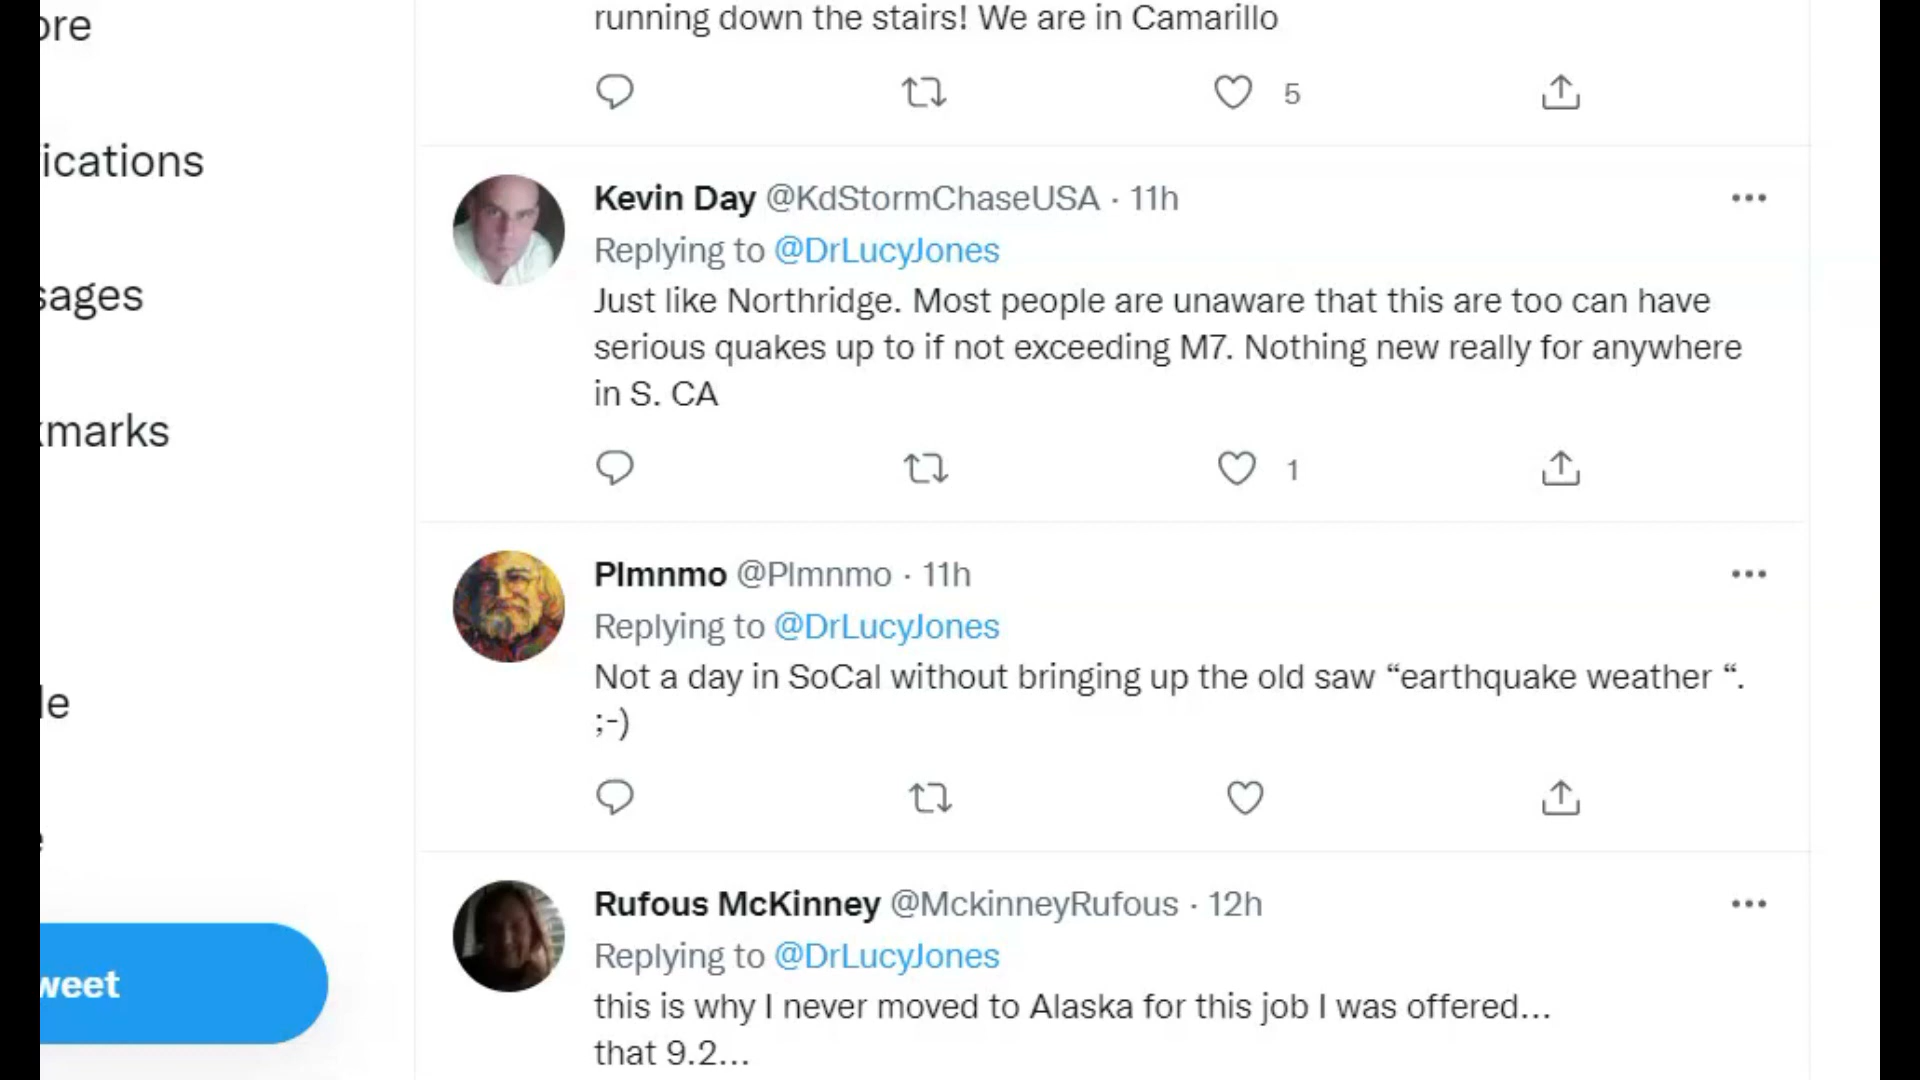 ore
ications
sages
kmarks
le
e
weet
running down the stairs! We are in Camarillo
5
Kevin Day @KdStormChaseUSA · 11h
Replying to @DrLucyJones
Just like Northridge. Most people are unaware that this are too can have
serious quakes up to if not exceeding M7. Nothing new really for anywhere
in S. CA
1
Plmnmo @Plmnmo · 11h
Replying to @DrLucyJones
Not a day in SoCal without bringing up the old saw “earthquake weather “.
;-)
Rufous McKinney @MckinneyRufous · 12h
Replying to @DrLucyJones
this is why I never moved to Alaska for this job I was offered...
that 9.2...